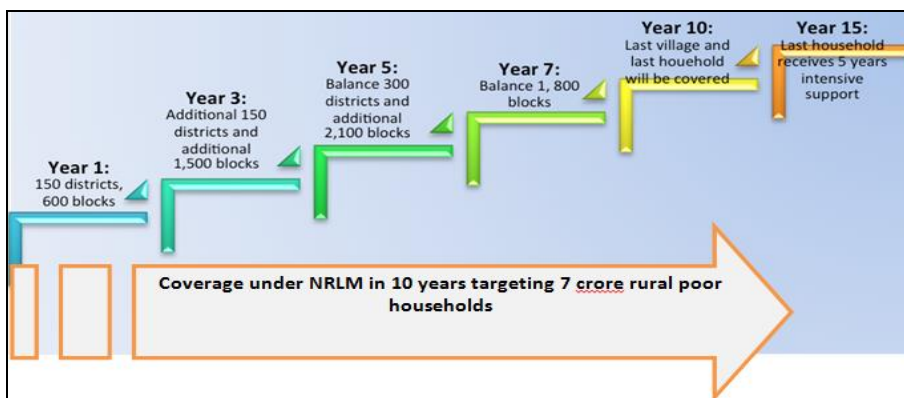 Year 1:
150 districts,
600 blocks
Year 3:
Additional 150
districts and
additional
1,500 blocks
Year 5:
Balance 300
districts and
additional
2,100 blocks
Year 7:
Balance 1, 800
blocks
Year 10:
Last village and
last houehold
will be covered
Year 15:
Last household
receives 5 years
intensive
support
Coverage under NRLM in 10 years targeting 7 crore rural poor
households